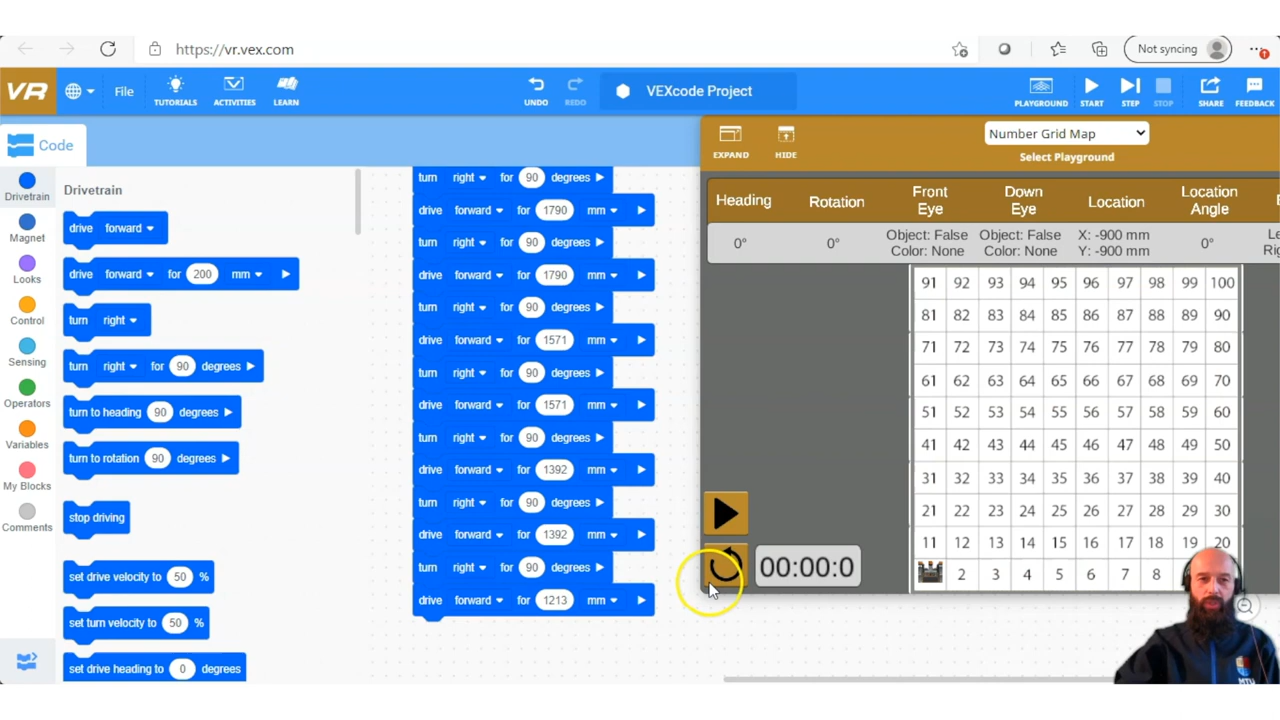 https://vr.vex.com
Not syncing
VR
File
TUTORIALS
ACTIVITIES
LEARN
UNDO
REDO
VEXcode Project
PLAYGROUND
START
STEP
STOP
SHARE
FEEDBACK
Code
EXPAND
HIDE
Number Grid Map
Select Playground
Drivetrain
Magnet
Looks
Control
Sensing
Operators
Variables
My Blocks
Comments
Drivetrain
drive forward
drive forward for 200 mm
turn right
turn right for 90 degrees
turn to heading 90 degrees
turn to rotation 90 degrees
stop driving
set drive velocity to 50 %
set turn velocity to 50 %
set drive heading to 0 degrees
turn right for 90 degrees
drive forward for 1790 mm
turn right for 90 degrees
drive forward for 1790 mm
turn right for 90 degrees
drive forward for 1571 mm
turn right for 90 degrees
drive forward for 1571 mm
turn right for 90 degrees
drive forward for 1392 mm
turn right for 90 degrees
drive forward for 1392 mm
turn right for 90 degrees
drive forward for 1213 mm
Heading Rotation Front Eye Down Eye Location Location Angle
0° 0° Object: False Color: None Object: False Color: None X: -900 mm Y: -900 mm 0°
91 92 93 94 95 96 97 98 99 100
81 82 83 84 85 86 87 88 89 90
71 72 73 74 75 76 77 78 79 80
61 62 63 64 65 66 67 68 69 70
51 52 53 54 55 56 57 58 59 60
41 42 43 44 45 46 47 48 49 50
31 32 33 34 35 36 37 38 39 40
21 22 23 24 25 26 27 28 29 30
11 12 13 14 15 16 17 18 19 20
2 3 4 5 6 7 8
00:00:0
MTU